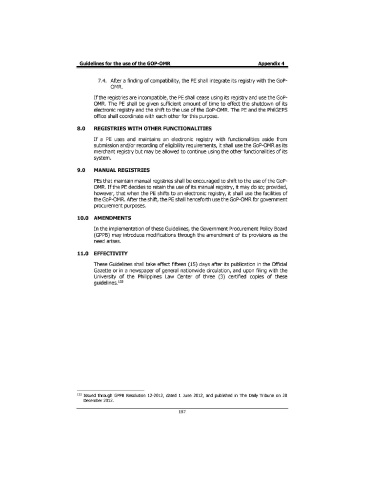 Guidelines for the use of the GOP-OMR Appendix 4
7.4. After a finding of compatibility, the PE shall integrate its registry with the GoP-
OMR.
If the registries are incompatible, the PE shall cease using its registry and use the GoP-
OMR. The PE shall be given sufficient amount of time to effect the shutdown of its
electronic registry and the shift to the use of the GoP-OMR. The PE and the PhilGEPS
office shall coordinate with each other for this purpose.
8.0 REGISTRIES WITH OTHER FUNCTIONALITIES
If a PE uses and maintains an electronic registry with functionalities aside from
submission and/or recording of eligibility requirements, it shall use the GoP-OMR as its
merchant registry but may be allowed to continue using the other functionalities of its
system.
9.0 MANUAL REGISTRIES
PEs that maintain manual registries shall be encouraged to shift to the use of the GoP-
OMR. If the PE decides to retain the use of its manual registry, it may do so; provided,
however, that when the PE shifts to an electronic registry, it shall use the facilities of
the GoP-OMR. After the shift, the PE shall henceforth use the GoP-OMR for government
procurement purposes.
10.0 AMENDMENTS
In the implementation of these Guidelines, the Government Procurement Policy Board
(GPPB) may introduce modifications through the amendment of its provisions as the
need arises.
11.0 EFFECTIVITY
These Guidelines shall take effect fifteen (15) days after its publication in the Official
Gazette or in a newspaper of general nationwide circulation, and upon filing with the
University of the Philippines Law Center of three (3) certified copies of these
guidelines.
Issued through GPPB Resolution 12-2012, dated 1 June 2012, and published in The Daily Tribune on 28
December 2012.